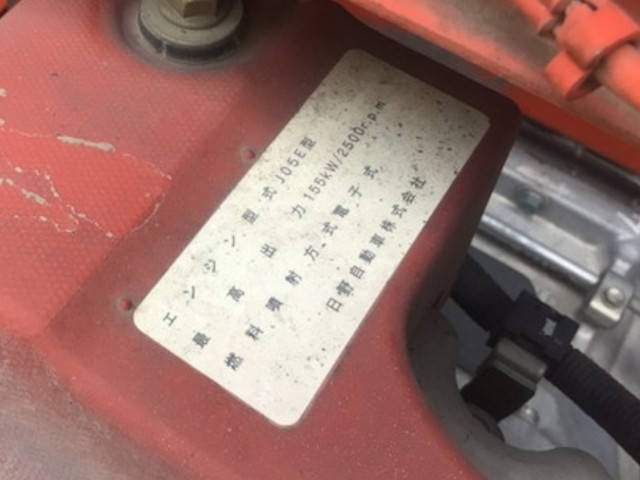 エンジン型式 J05E型
最高出力 155kW/2500r.p.m
燃料噴射方式 電子式
日野自動車株式会社